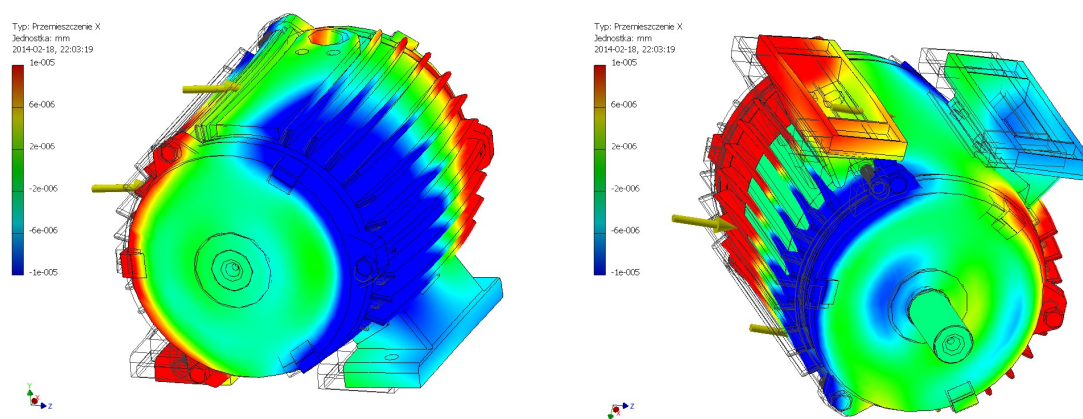 Typ: Przemieszczenie X
Jednostka: mm
2014-02-18, 22:03:19
1e-005
6e-006
2e-006
-2e-006
-6e-006
-1e-005
Y
X
Z
Typ: Przemieszczenie X
Jednostka: mm
2014-02-18, 22:03:19
1e-005
6e-006
2e-006
-2e-006
-6e-006
-1e-005
Z